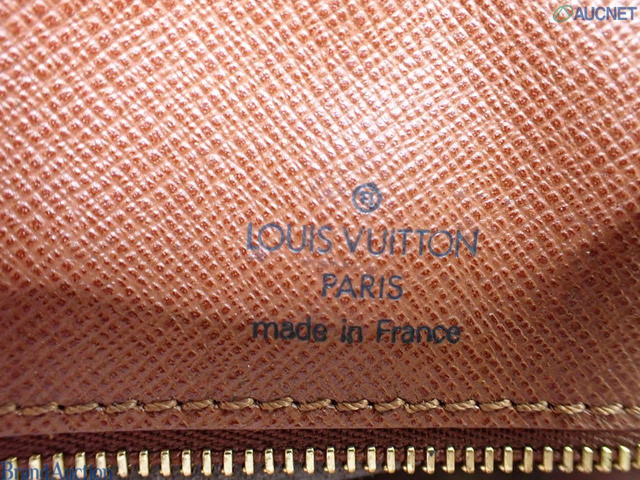 AUCNET
®
LOUIS VUITTON
PARIS
made in France
Brand Auction